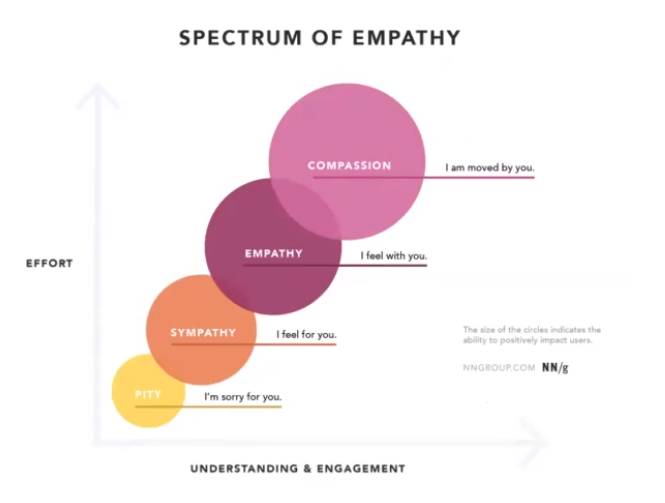 SPECTRUM OF EMPATHY
COMPASSION
I am moved by you.
EFFORT
EMPATHY
I feel with you.
SYMPATHY
I feel for you.
The size of the circles indicates the
ability to positively impact users.
NNGROUP.COM NN/g
PITY
I'm sorry for you.
UNDERSTANDING & ENGAGEMENT